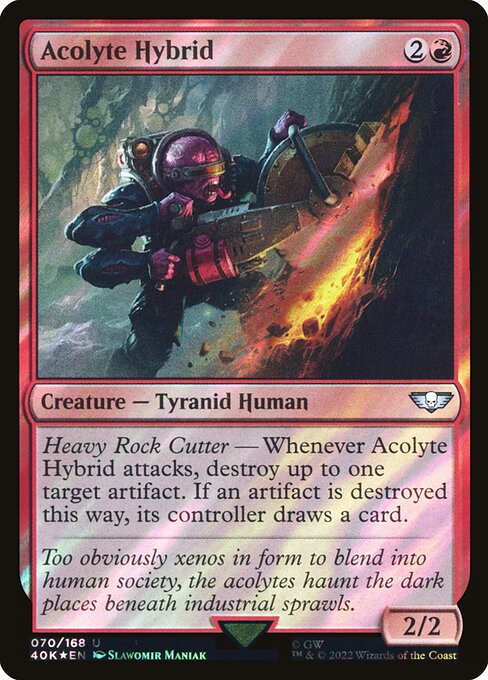 Acolyte Hybrid 2
Creature — Tyranid Human
Heavy Rock Cutter — Whenever Acolyte
Hybrid attacks, destroy up to one
target artifact. If an artifact is destroyed
this way, its controller draws a card.
Too obviously xenos in form to blend into
human society, the acolytes haunt the dark
places beneath industrial sprawls.
2/2
070/168 U
© GW
40K★EN Slawomir Maniak
™ & © 2022 Wizards of the Coast